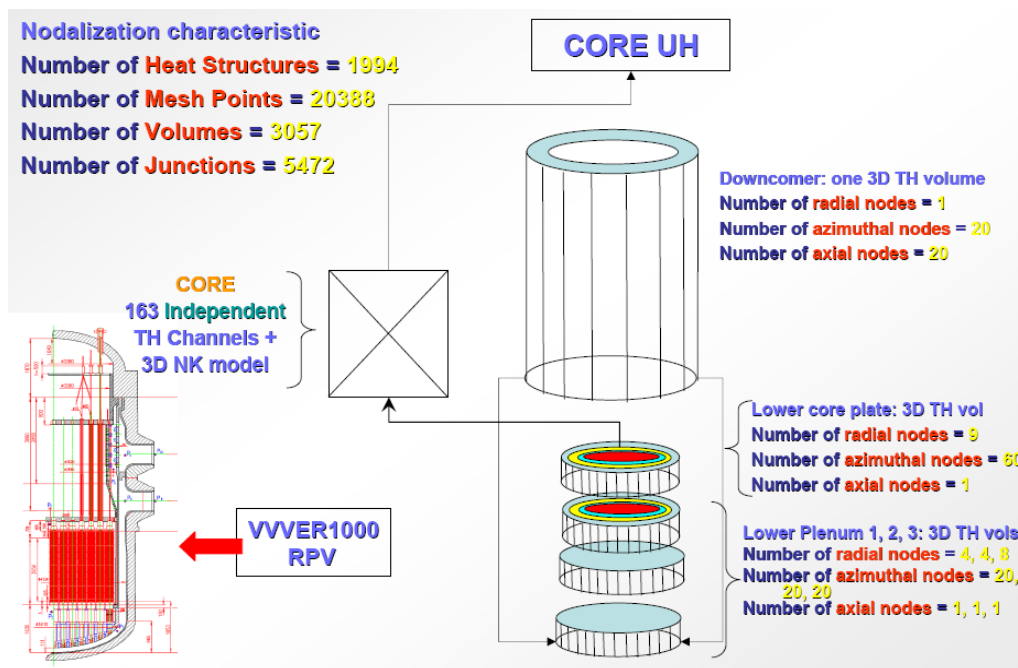 Nodalization characteristic
Number of Heat Structures = 1994
Number of Mesh Points = 20388
Number of Volumes = 3057
Number of Junctions = 5472
CORE UH
Downcomer: one 3D TH volume
Number of radial nodes = 1
Number of azimuthal nodes = 20
Number of axial nodes = 20
CORE
163 Independent
TH Channels +
3D NK model
Lower core plate: 3D TH vol
Number of radial nodes = 9
Number of azimuthal nodes = 60
Number of axial nodes = 1
VVVER1000
RPV
Lower Plenum 1, 2, 3: 3D TH vols
Number of radial nodes = 4, 4, 8
Number of azimuthal nodes = 20,
20, 20
Number of axial nodes = 1, 1, 1